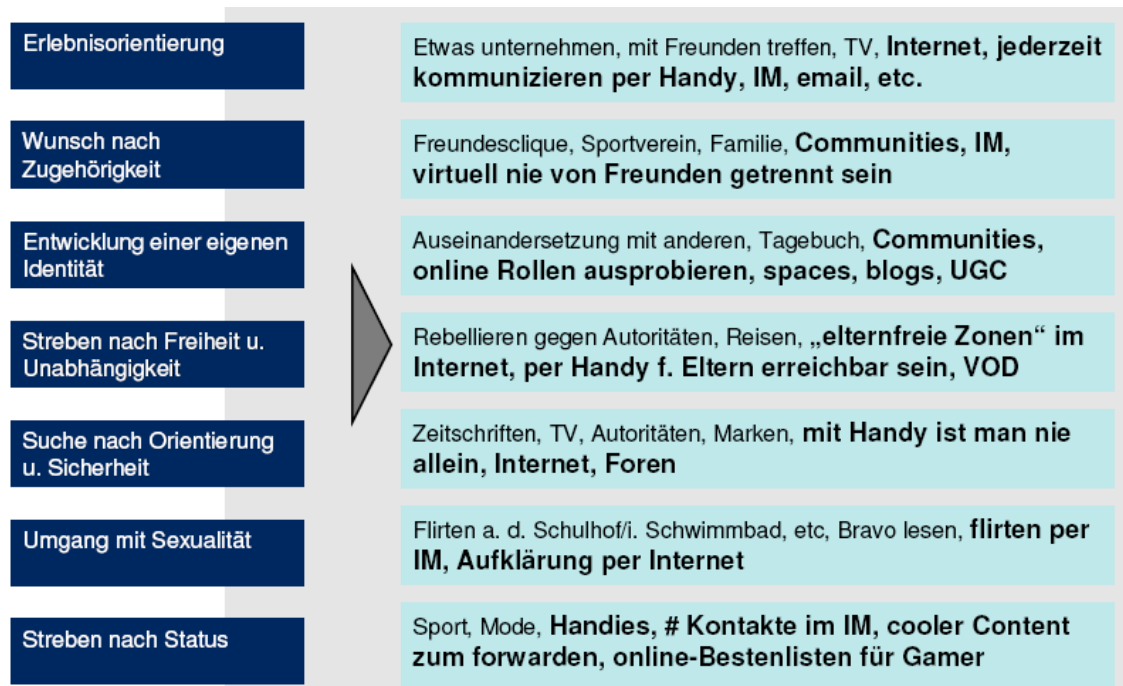 Erlebnisorientierung
Etwas unternehmen, mit Freunden treffen, TV, Internet, jederzeit
kommunizieren per Handy, IM, email, etc.
Wunsch nach
Zugehörigkeit
Freundesclique, Sportverein, Familie, Communities, IM,
virtuell nie von Freunden getrennt sein
Entwicklung einer eigenen
Identität
Auseinandersetzung mit anderen, Tagebuch, Communities,
online Rollen ausprobieren, spaces, blogs, UGC
Streben nach Freiheit u.
Unabhängigkeit
Rebellieren gegen Autoritäten, Reisen, „elternfreie Zonen“ im
Internet, per Handy f. Eltern erreichbar sein, VOD
Suche nach Orientierung
u. Sicherheit
Zeitschriften, TV, Autoritäten, Marken, mit Handy ist man nie
allein, Internet, Foren
Umgang mit Sexualität
Flirten a. d. Schulhof/i. Schwimmbad, etc, Bravo lesen, flirten per
IM, Aufklärung per Internet
Streben nach Status
Sport, Mode, Handies, # Kontakte im IM, cooler Content
zum forwarden, online-Bestenlisten für Gamer